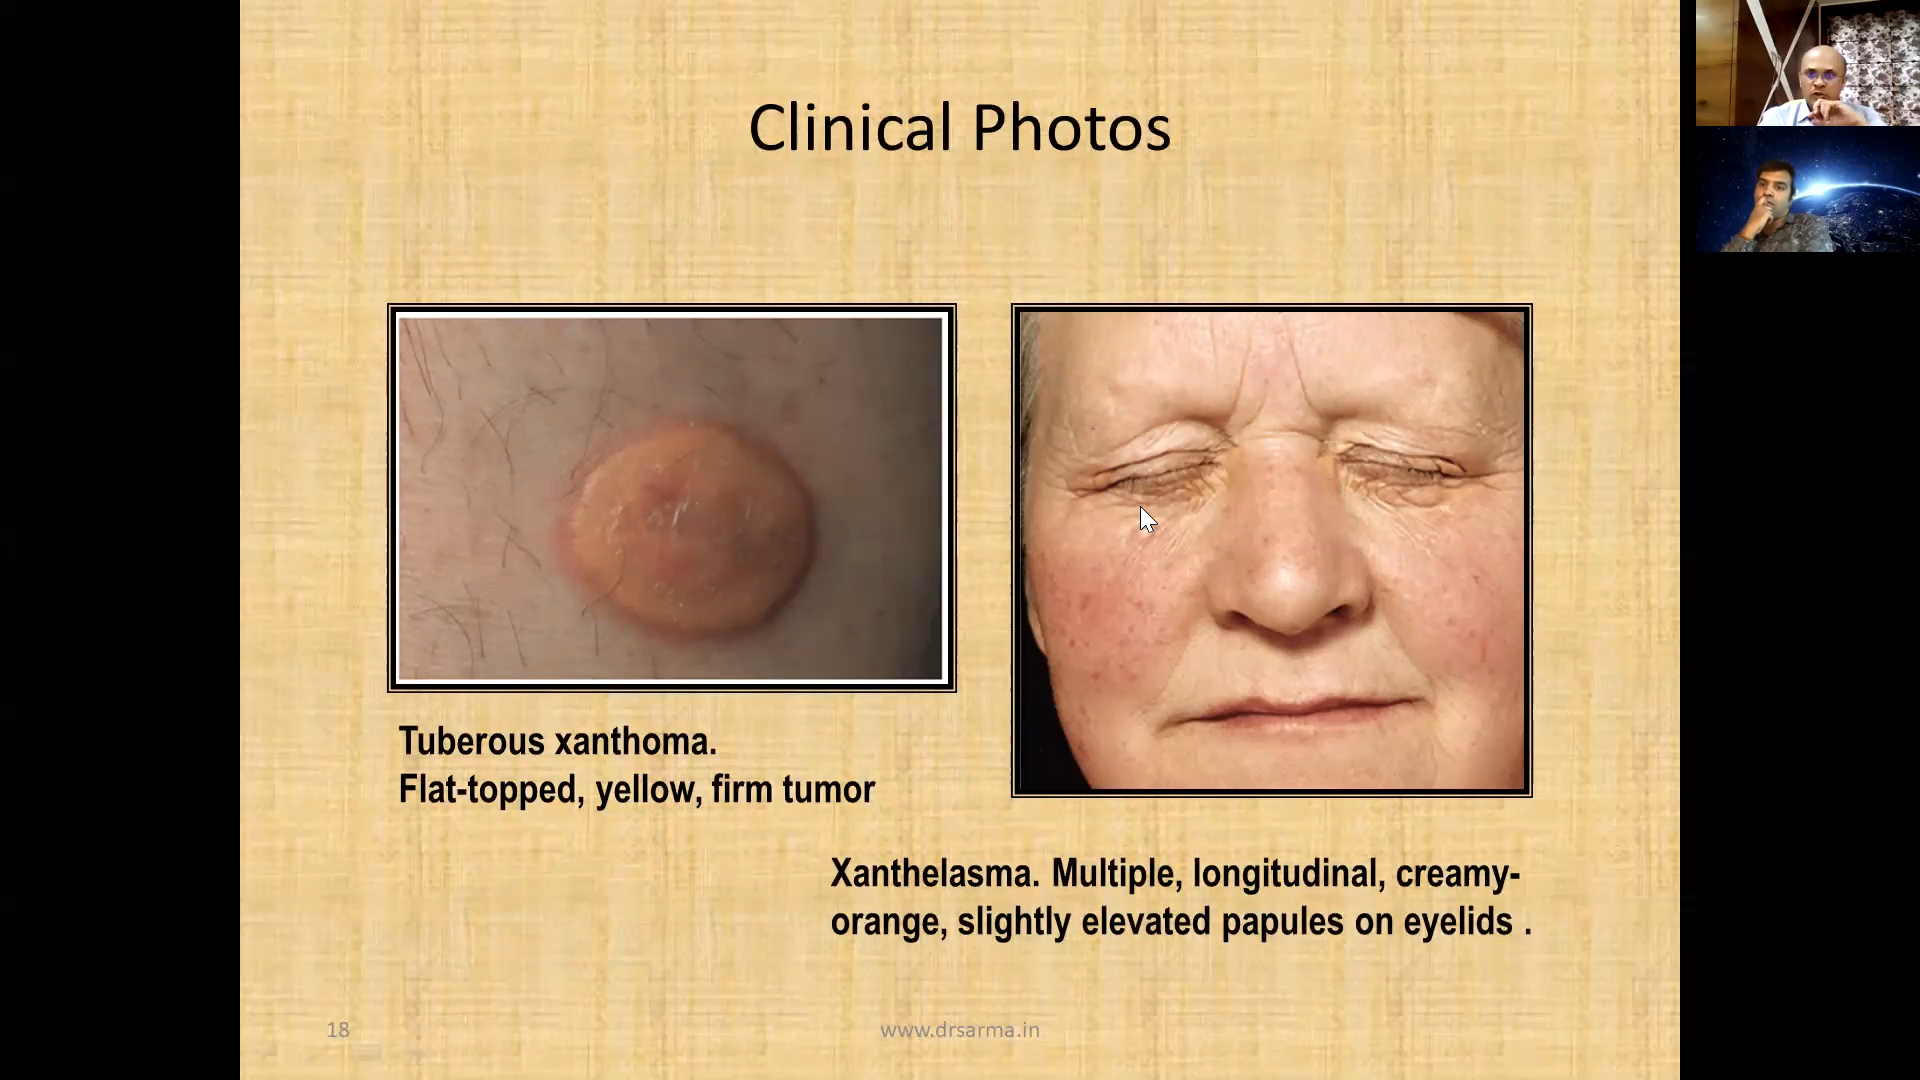 Clinical Photos
Tuberous xanthoma.
Flat-topped, yellow, firm tumor
Xanthelasma. Multiple, longitudinal, creamy-
orange, slightly elevated papules on eyelids .
18
www.drsarma.in